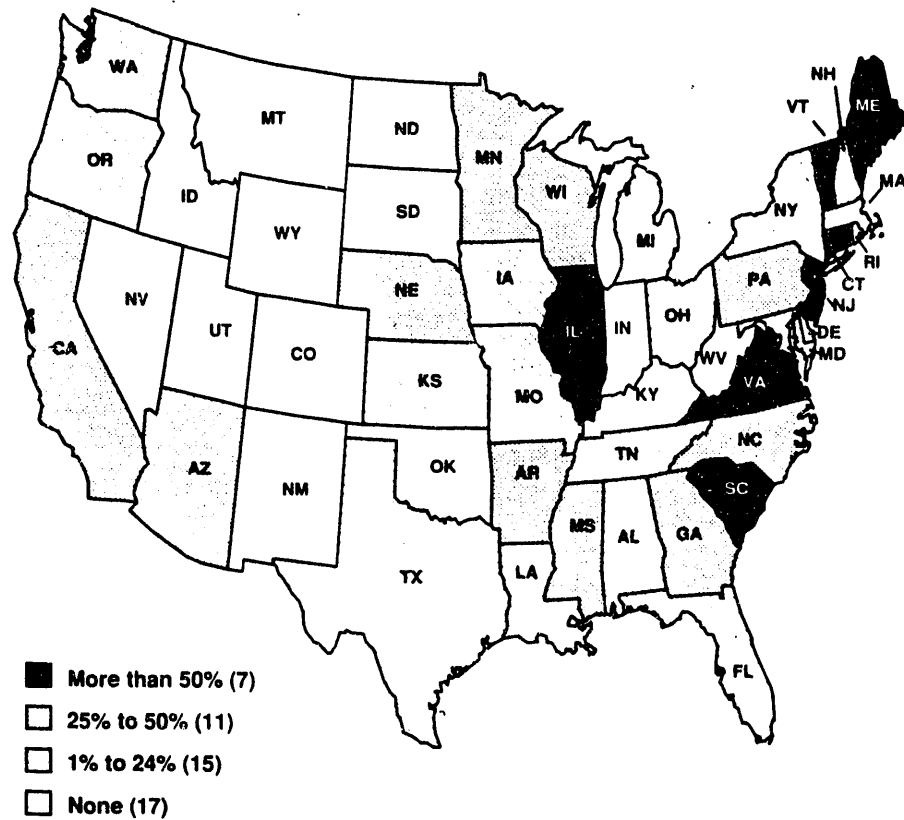 WA
NH
ME
VT
MT
ND
OR
MN
MA
ID
WI
SD
NY
WY
MI
RI
PA
CT
IA
NE
NV
NJ
OH
IL
IN
UT
DE
CA
CO
MD
WV
VA
KS
MO
KY
NC
TN
OK
AZ
AR
SC
NM
MS
AL
GA
LA
TX
FL
More than 50% (7)
25% to 50% (11)
1% to 24% (15)
None (17)